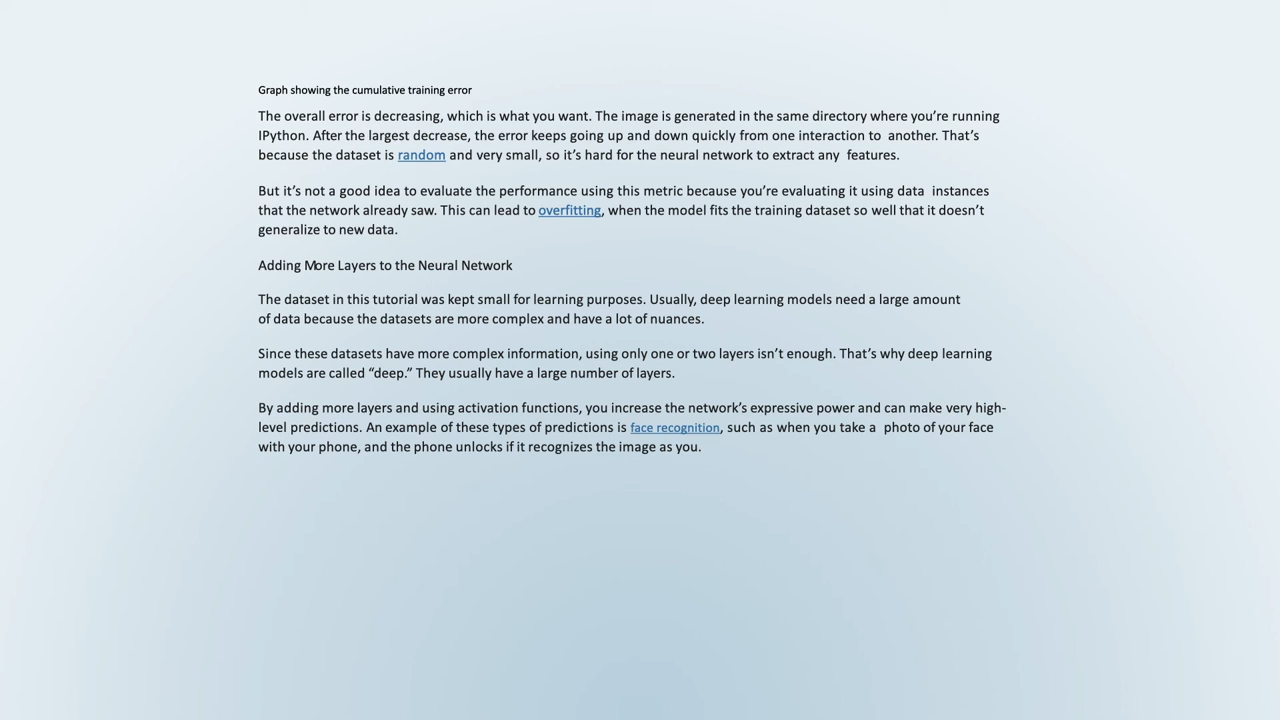 Graph showing the cumulative training error
The overall error is decreasing, which is what you want. The image is generated in the same directory where you’re running
IPython. After the largest decrease, the error keeps going up and down quickly from one interaction to another. That’s
because the dataset is random and very small, so it’s hard for the neural network to extract any features.
But it’s not a good idea to evaluate the performance using this metric because you’re evaluating it using data instances
that the network already saw. This can lead to overfitting, when the model fits the training dataset so well that it doesn’t
generalize to new data.
Adding More Layers to the Neural Network
The dataset in this tutorial was kept small for learning purposes. Usually, deep learning models need a large amount
of data because the datasets are more complex and have a lot of nuances.
Since these datasets have more complex information, using only one or two layers isn’t enough. That’s why deep learning
models are called “deep.” They usually have a large number of layers.
By adding more layers and using activation functions, you increase the network’s expressive power and can make very high-
level predictions. An example of these types of predictions is face recognition, such as when you take a photo of your face
with your phone, and the phone unlocks if it recognizes the image as you.